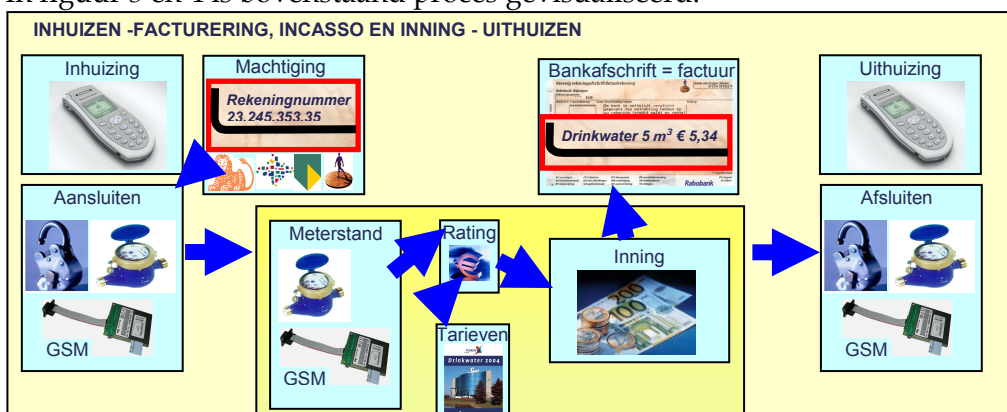 In figuur 3 en 4 is bovenstaand proces gevisualiseerd.
INHUIZEN -FACTURERING, INCASSO EN INNING - UITHUIZEN
Inhuizing
Machtiging
Rekeningnummer
23.245.353.35
Bankafschrift = factuur
Drinkwater 5 m³ € 5,34
Rabobank
Uithuizing
Aansluiten
GSM
Meterstand
GSM
Rating
Tarieven
Drinkwater 2004
Inning
Afsluiten
GSM